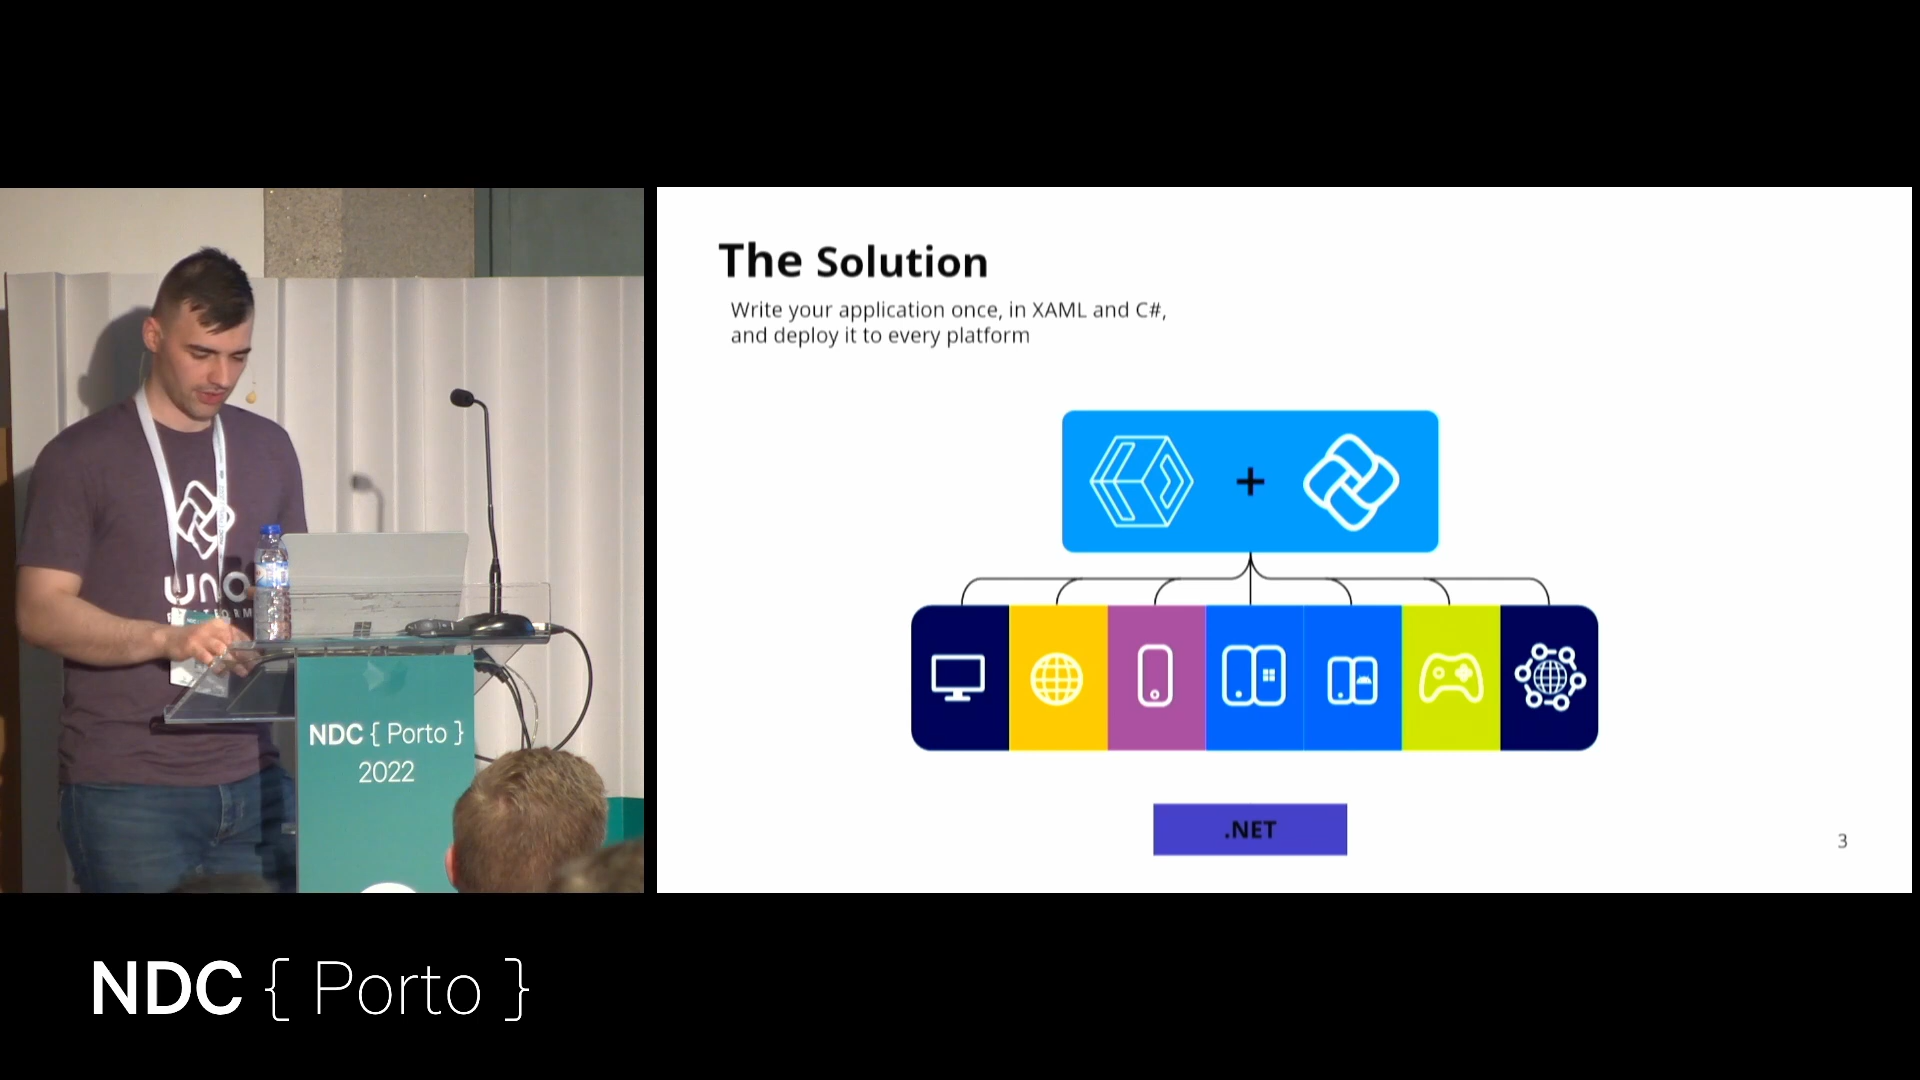 The Solution
Write your application once, in XAML and C#,
and deploy it to every platform
.NET
3
uno
PLATFORM
NDC { Porto }
2022
NDC { Porto }